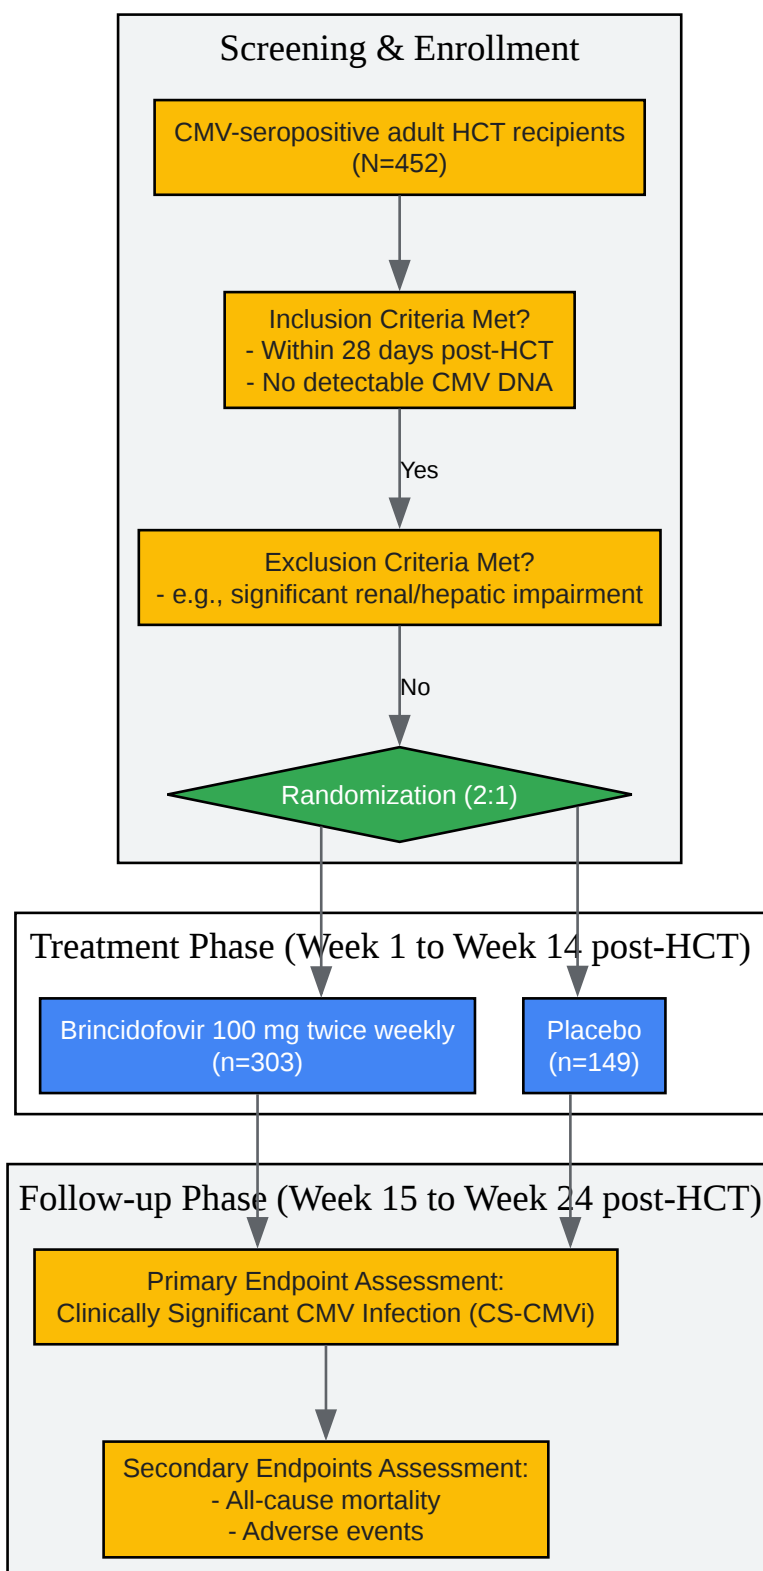 Screening & Enrollment
CMV-seropositive adult HCT recipients
(N=452)
Inclusion Criteria Met?
- Within 28 days post-HCT
- No detectable CMV DNA
Yes
Exclusion Criteria Met?
- e.g., significant renal/hepatic impairment
No
Randomization (2:1)
Treatment Phase (Week 1 to Week 14 post-HCT)
Brincidofovir 100 mg twice weekly
(n=303)
Placebo
(n=149)
Follow-up Phase (Week 15 to Week 24 post-HCT)
Primary Endpoint Assessment:
Clinically Significant CMV Infection (CS-CMVi)
Secondary Endpoints Assessment:
- All-cause mortality
- Adverse events